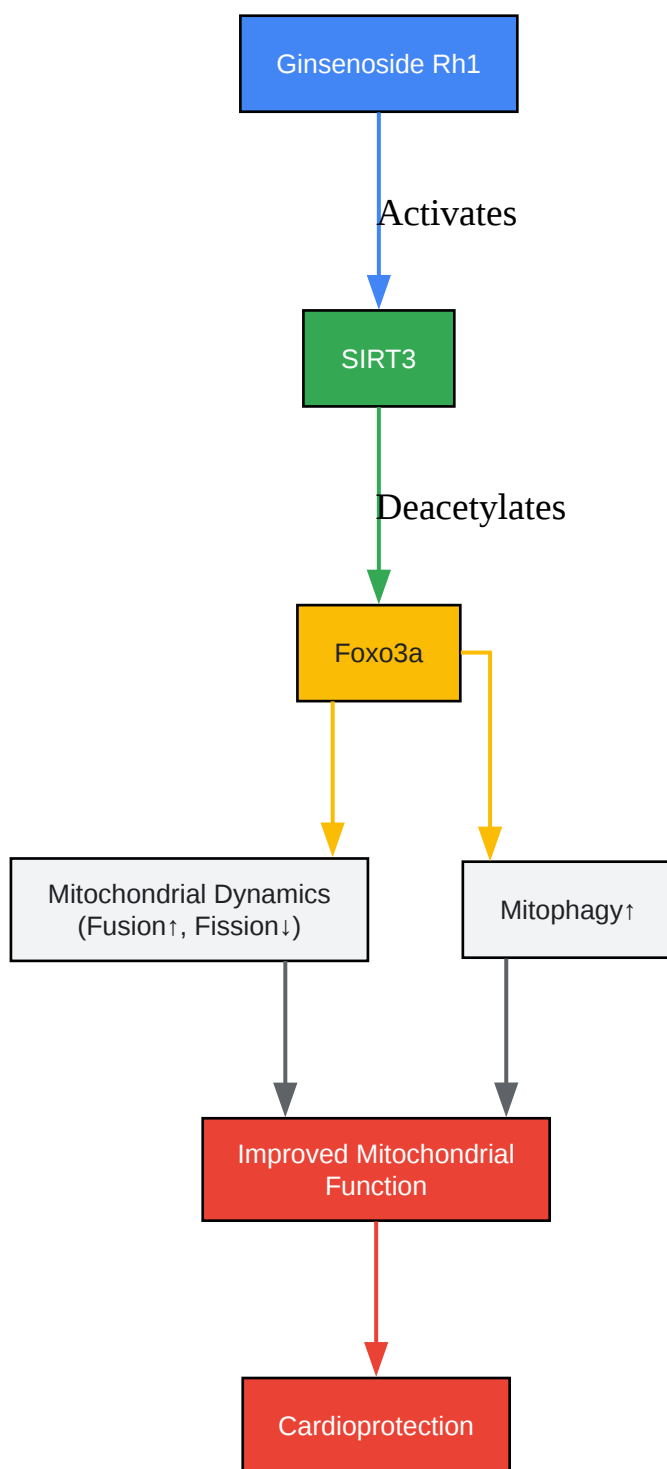 Ginsenoside Rh1
Activates
SIRT3
Deacetylates
Foxo3a
Mitochondrial Dynamics
(Fusion↑, Fission↓)
Mitophagy↑
Improved Mitochondrial
Function
Cardioprotection